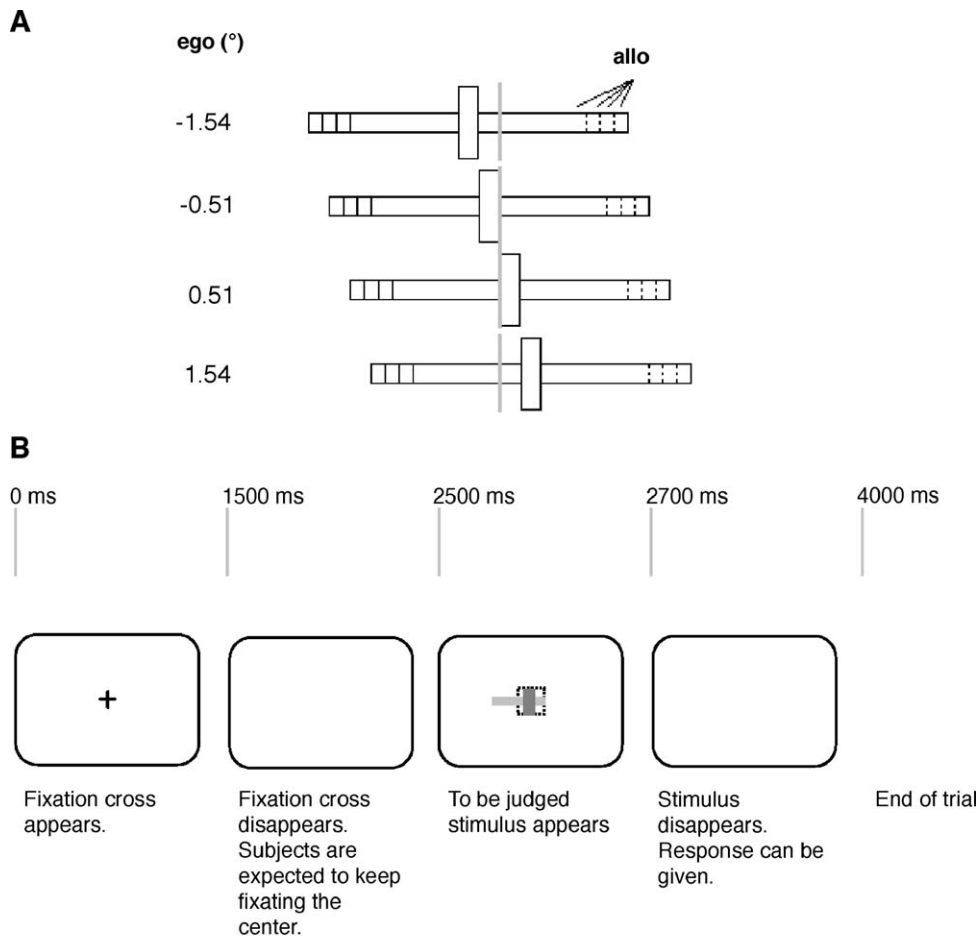 A
ego (°)
allo
-1.54
-0.51
0.51
1.54
B
0 ms
1500 ms
2500 ms
2700 ms
4000 ms
Fixation cross
appears.
Fixation cross
disappears.
Subjects are
expected to keep
fixating the
center.
To be judged
stimulus appears
Stimulus
disappears.
Response can be
given.
End of trial